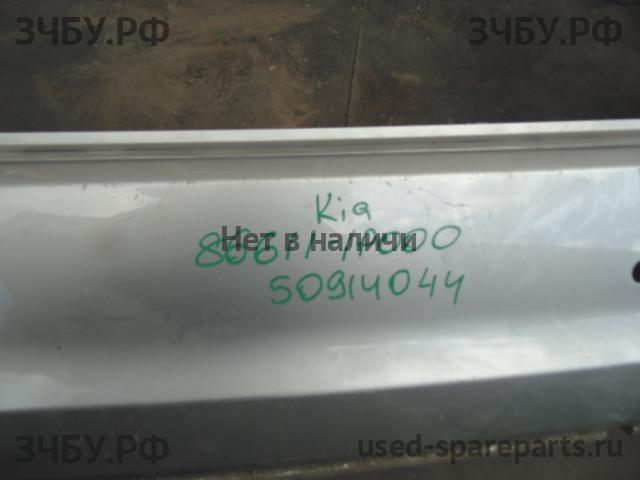 ЗЧБУ.РФ ЗЧБУ.РФ
Kia
Нет в наличи
50914044
ЗЧБУ.РФ used-spareparts.ru